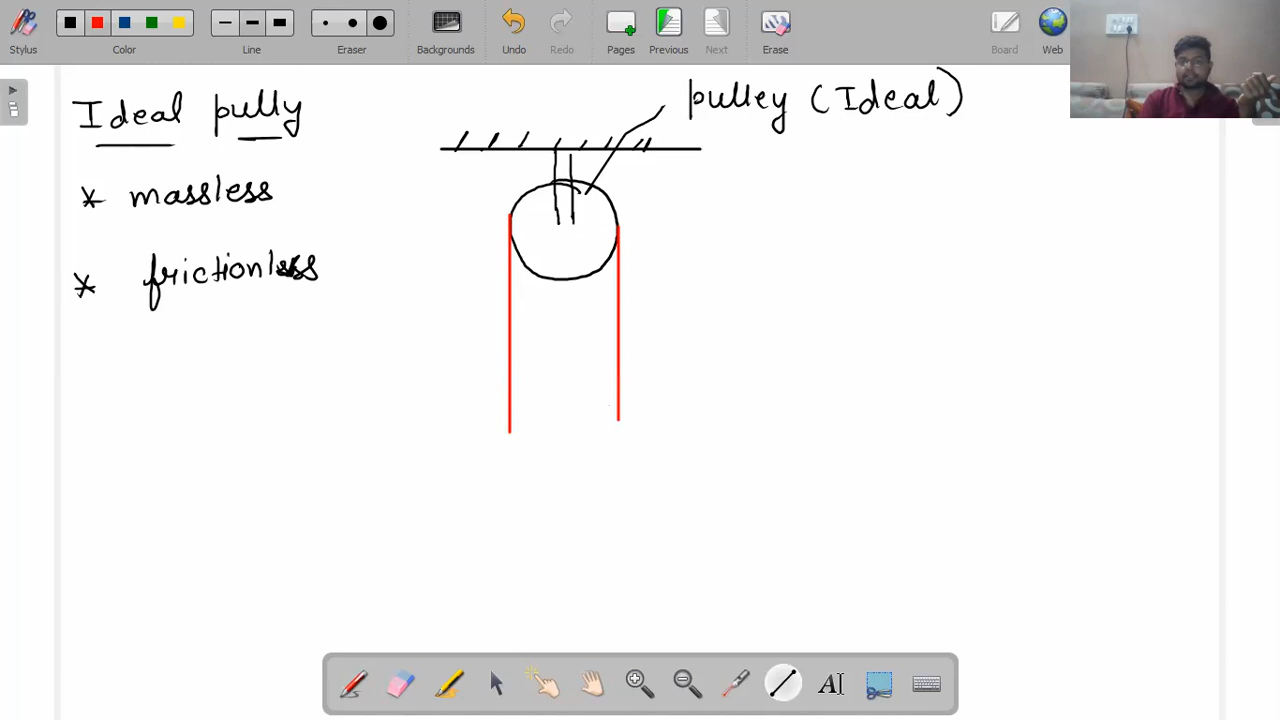 Stylus
Color
Line
Eraser
Backgrounds
Undo
Redo
Pages
Previous
Next
Erase
Board
Web
Ideal pully
pulley (Ideal)
* massless
* frictionless
AI